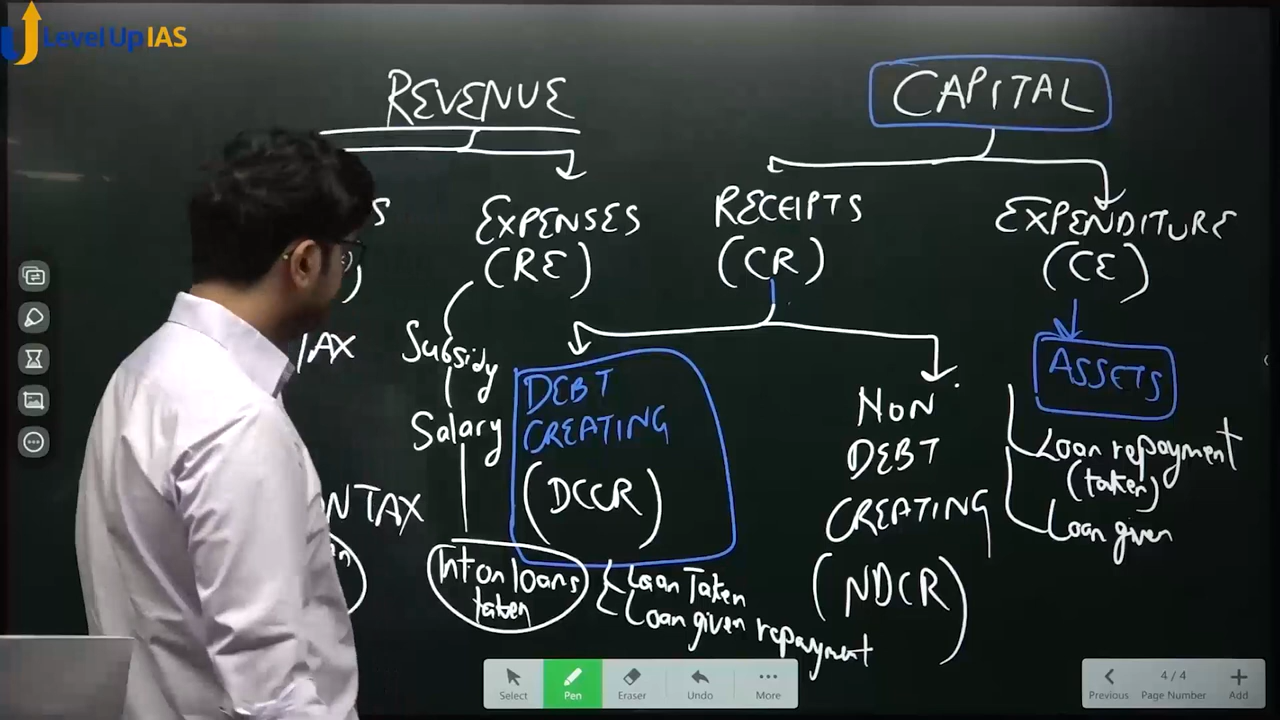 Level Up IAS
REVENUE
CAPITAL
EXPENSES
(RE)
RECEIPTS
(CR)
EXPENDITURE
(CE)
S
)
TAX
N TAX
Subsidy
Salary
Int on loans
taken
DEBT
CREATING
(DCCR)
Loan Taken
Loan given repayment
NON
DEBT
CREATING
(NDCR)
ASSETS
Loan repayment
(taken)
Loan given
Select
Pen
Eraser
Undo
More
Previous
4/4
Page Number
Add